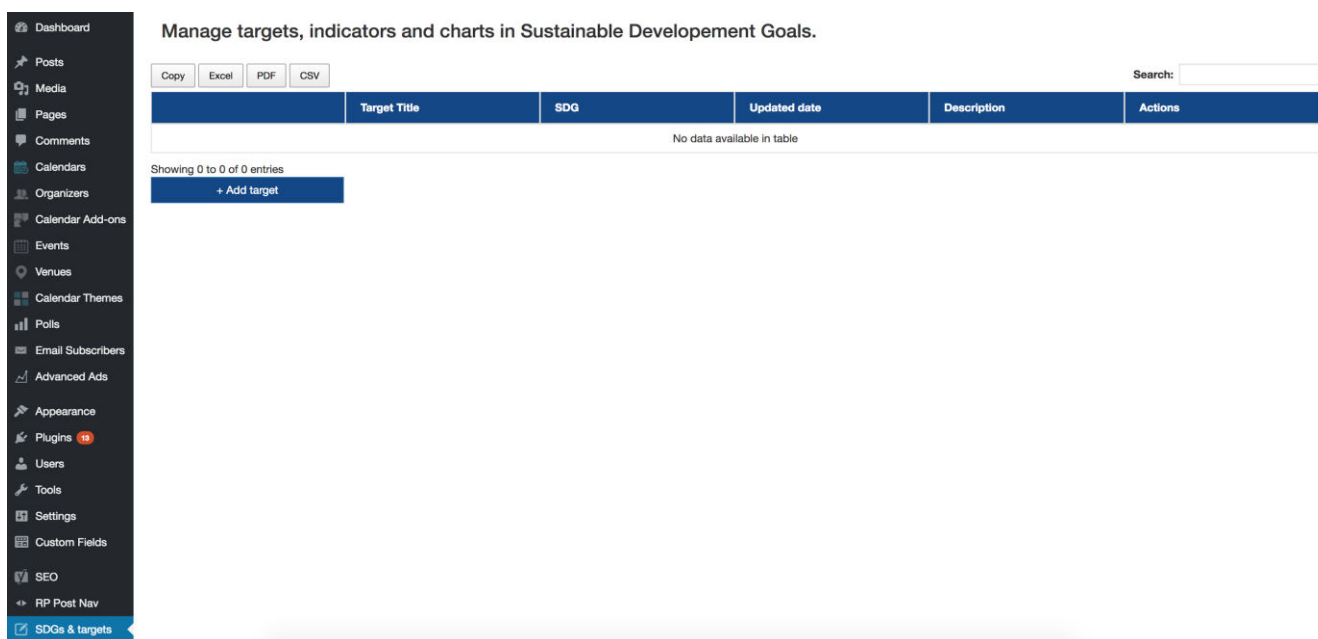 Dashboard
Posts
Media
Pages
Comments
Calendars
Organizers
Calendar Add-ons
Events
Venues
Calendar Themes
Polls
Email Subscribers
Advanced Ads
Appearance
Plugins 13
Users
Tools
Settings
Custom Fields
SEO
RP Post Nav
SDGs & targets
Manage targets, indicators and charts in Sustainable Developement Goals.
Copy Excel PDF CSV Search:
Target Title SDG Updated date Description Actions
No data available in table
Showing 0 to 0 of 0 entries
+ Add target